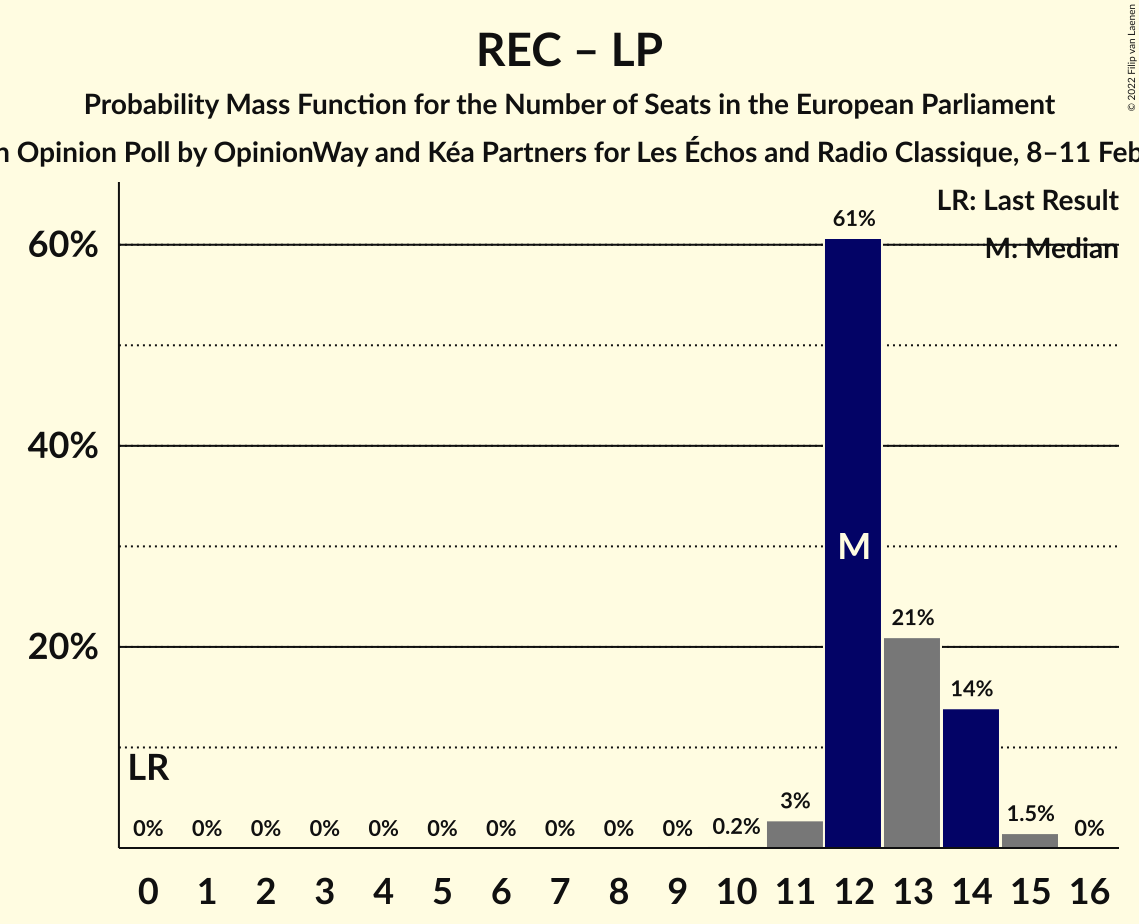 REC – LP
Probability Mass Function for the Number of Seats in the European Parliament
n Opinion Poll by OpinionWay and Kéa Partners for Les Échos and Radio Classique, 8–11 Feb
© 2022 Filip van Laenen
LR: Last Result
M: Median
60%
40%
20%
61%
M
21%
14%
LR
0% 0% 0% 0% 0% 0% 0% 0% 0% 0% 0.2% 3% 1.5% 0%
0 1 2 3 4 5 6 7 8 9 10 11 12 13 14 15 16